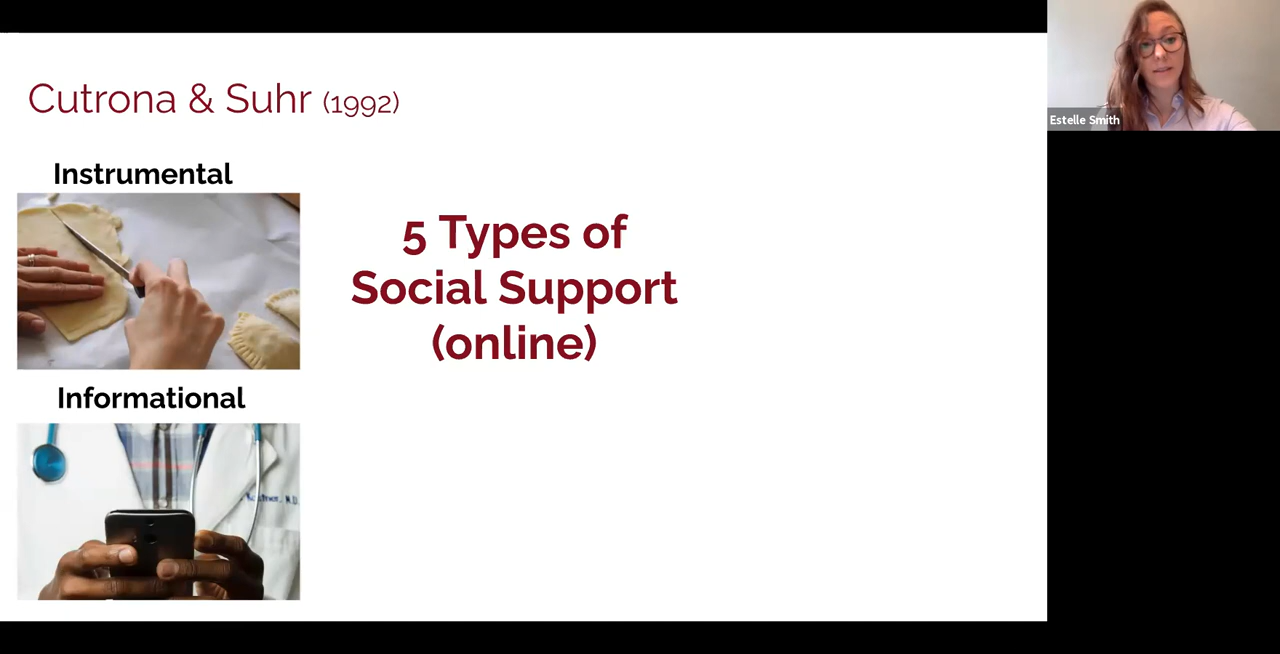 Cutrona & Suhr (1992)
Instrumental
5 Types of
Social Support
(online)
Informational
Estelle Smith